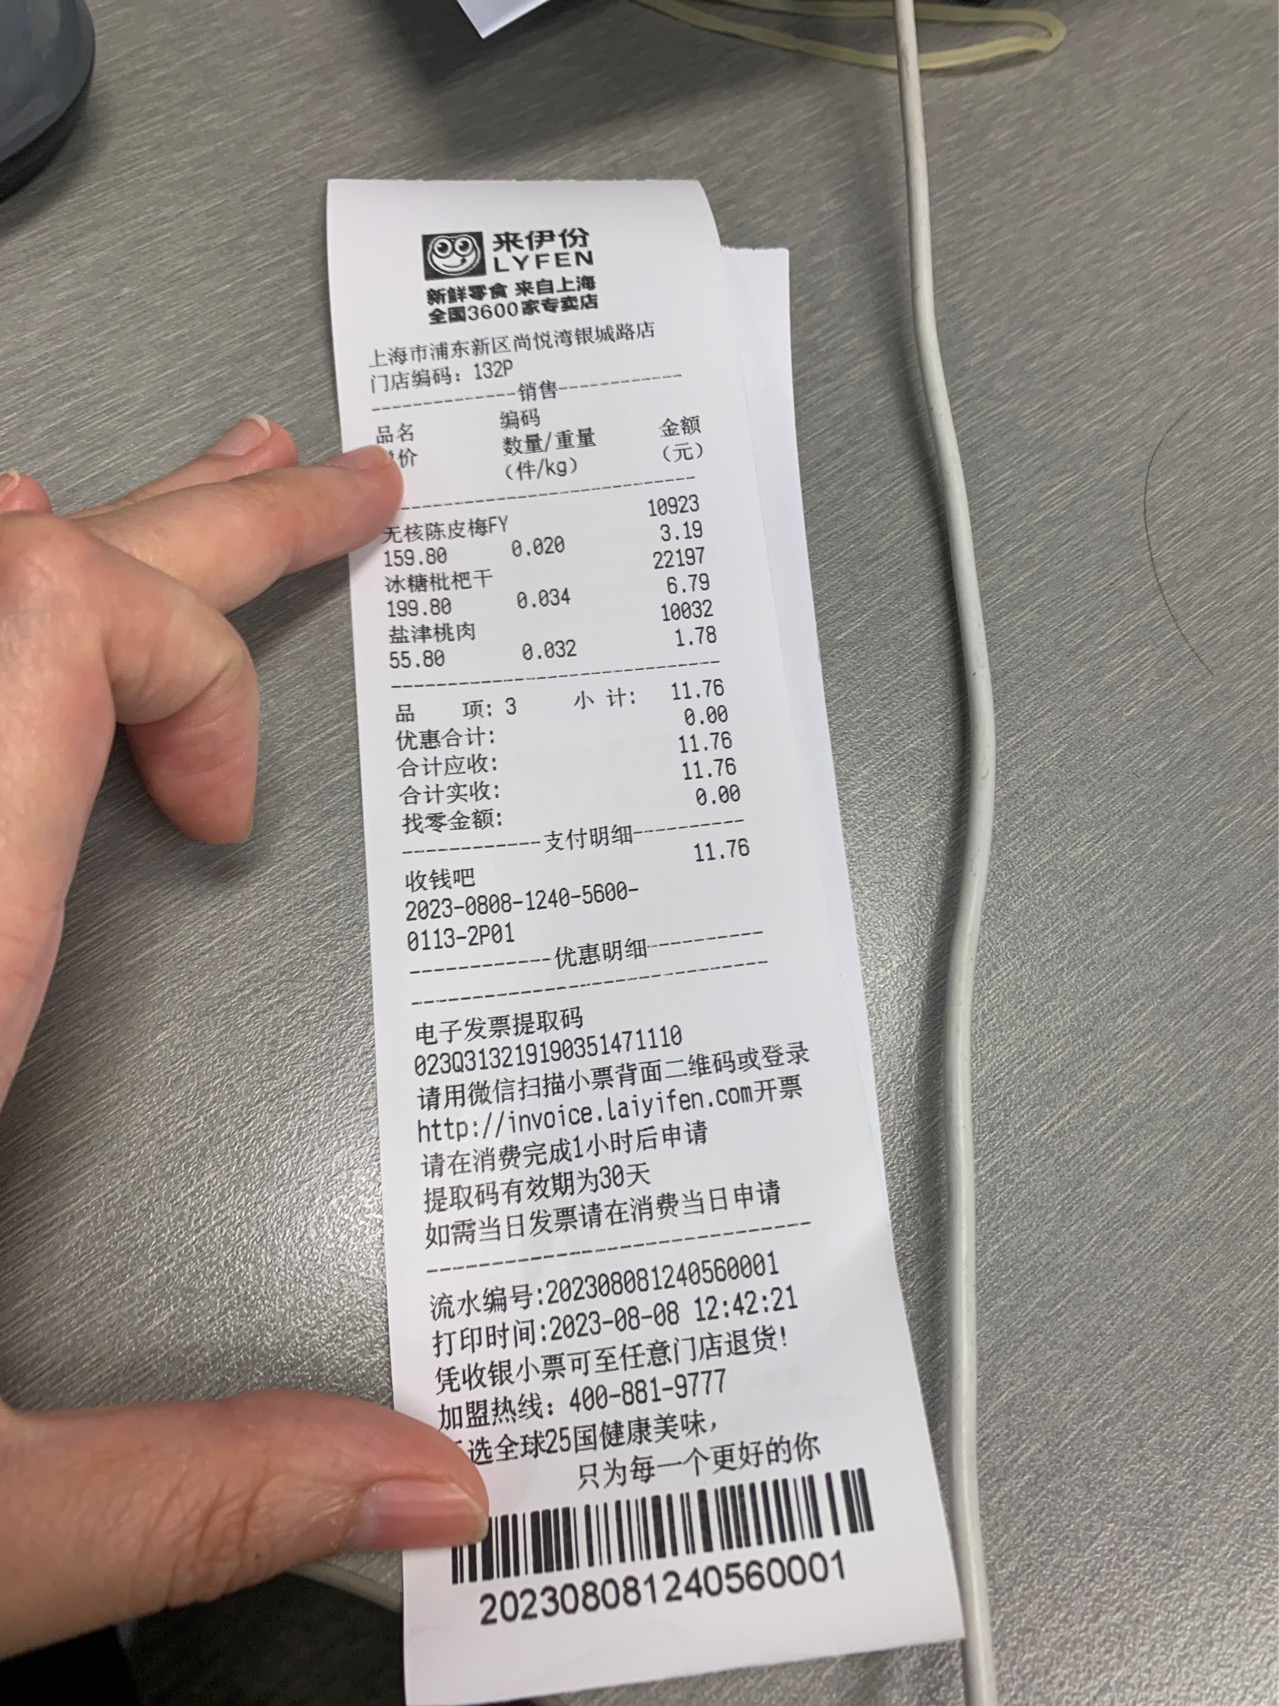 来伊份
LYFEN
新鲜零食 来自上海
全国3600家专卖店
上海市浦东新区尚悦湾银城路店
门店编码：132P
--------------销售------------
品名 编码
价 数量/重量 金额
(件/kg) (元)
无核陈皮梅FY 10923
159.80 0.020 3.19
冰糖枇杷干 22197
199.80 0.034 6.79
盐津桃肉 10032
55.80 0.032 1.78
品 项: 3 小 计: 11.76
优惠合计: 0.00
合计应收: 11.76
合计实收: 11.76
找零金额: 0.00
------------支付明细----------
收钱吧 11.76
2023-0808-1240-5600-
0113-2P01
------------优惠明细----------
电子发票提取码
023Q31321919035147​1110
请用微信扫描小票背面二维码或登录
http://invoice.laiyifen.com开票
请在消费完成1小时后申请
提取码有效期为30天
如需当日发票请在消费当日申请
流水编号:202308081240560001
打印时间:2023-08-08 12:42:21
凭收银小票可至任意门店退货!
加盟热线: 400-881-9777
选全球25国健康美味,
只为每一个更好的你
202308081240560001